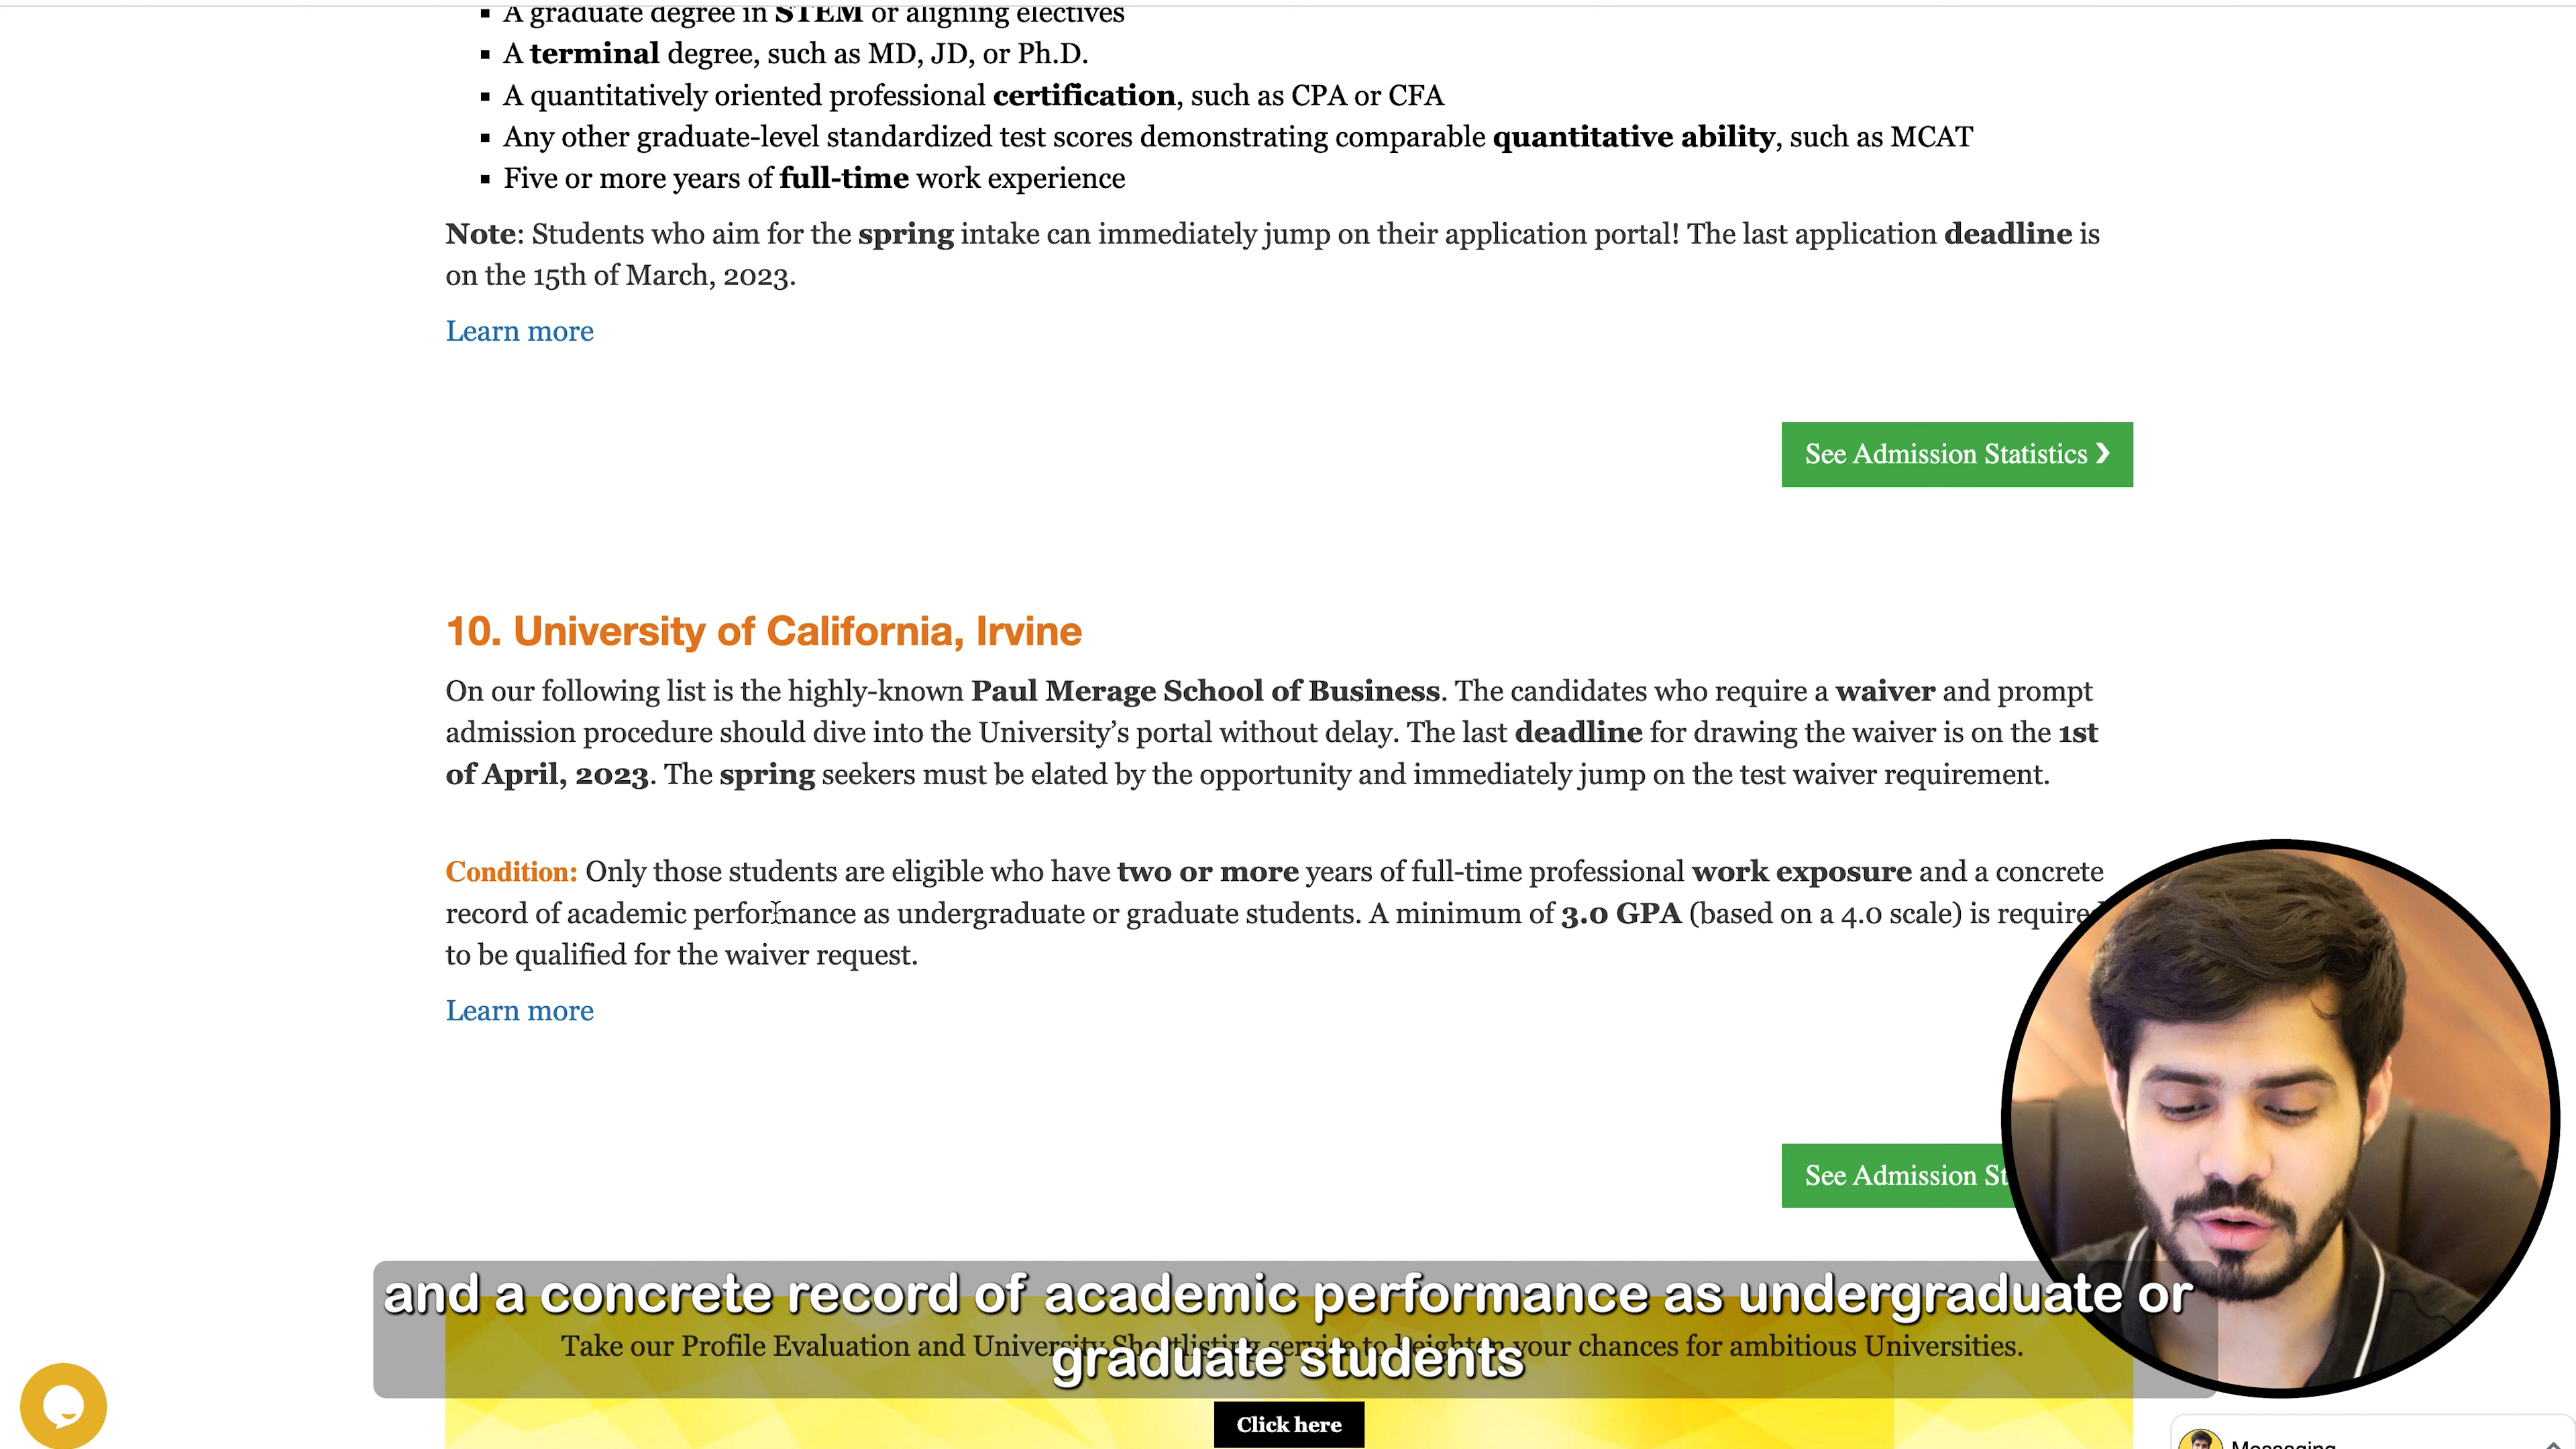 A graduate degree in STEM or aligning electives
A terminal degree, such as MD, JD, or Ph.D.
A quantitatively oriented professional certification, such as CPA or CFA
Any other graduate-level standardized test scores demonstrating comparable quantitative ability, such as MCAT
Five or more years of full-time work experience
Note: Students who aim for the spring intake can immediately jump on their application portal! The last application deadline is
on the 15th of March, 2023.
Learn more
See Admission Statistics ❯
10. University of California, Irvine
On our following list is the highly-known Paul Merage School of Business. The candidates who require a waiver and prompt
admission procedure should dive into the University’s portal without delay. The last deadline for drawing the waiver is on the 1st
of April, 2023. The spring seekers must be elated by the opportunity and immediately jump on the test waiver requirement.
Condition: Only those students are eligible who have two or more years of full-time professional work exposure and a concrete
record of academic performance as undergraduate or graduate students. A minimum of 3.0 GPA (based on a 4.0 scale) is require
to be qualified for the waiver request.
Learn more
See Admission St
and a concrete record of academic performance as undergraduate or
graduate students
Take our Profile Evaluation and University Shortlisting service to heighten your chances for ambitious Universities.
Click here
Messaging